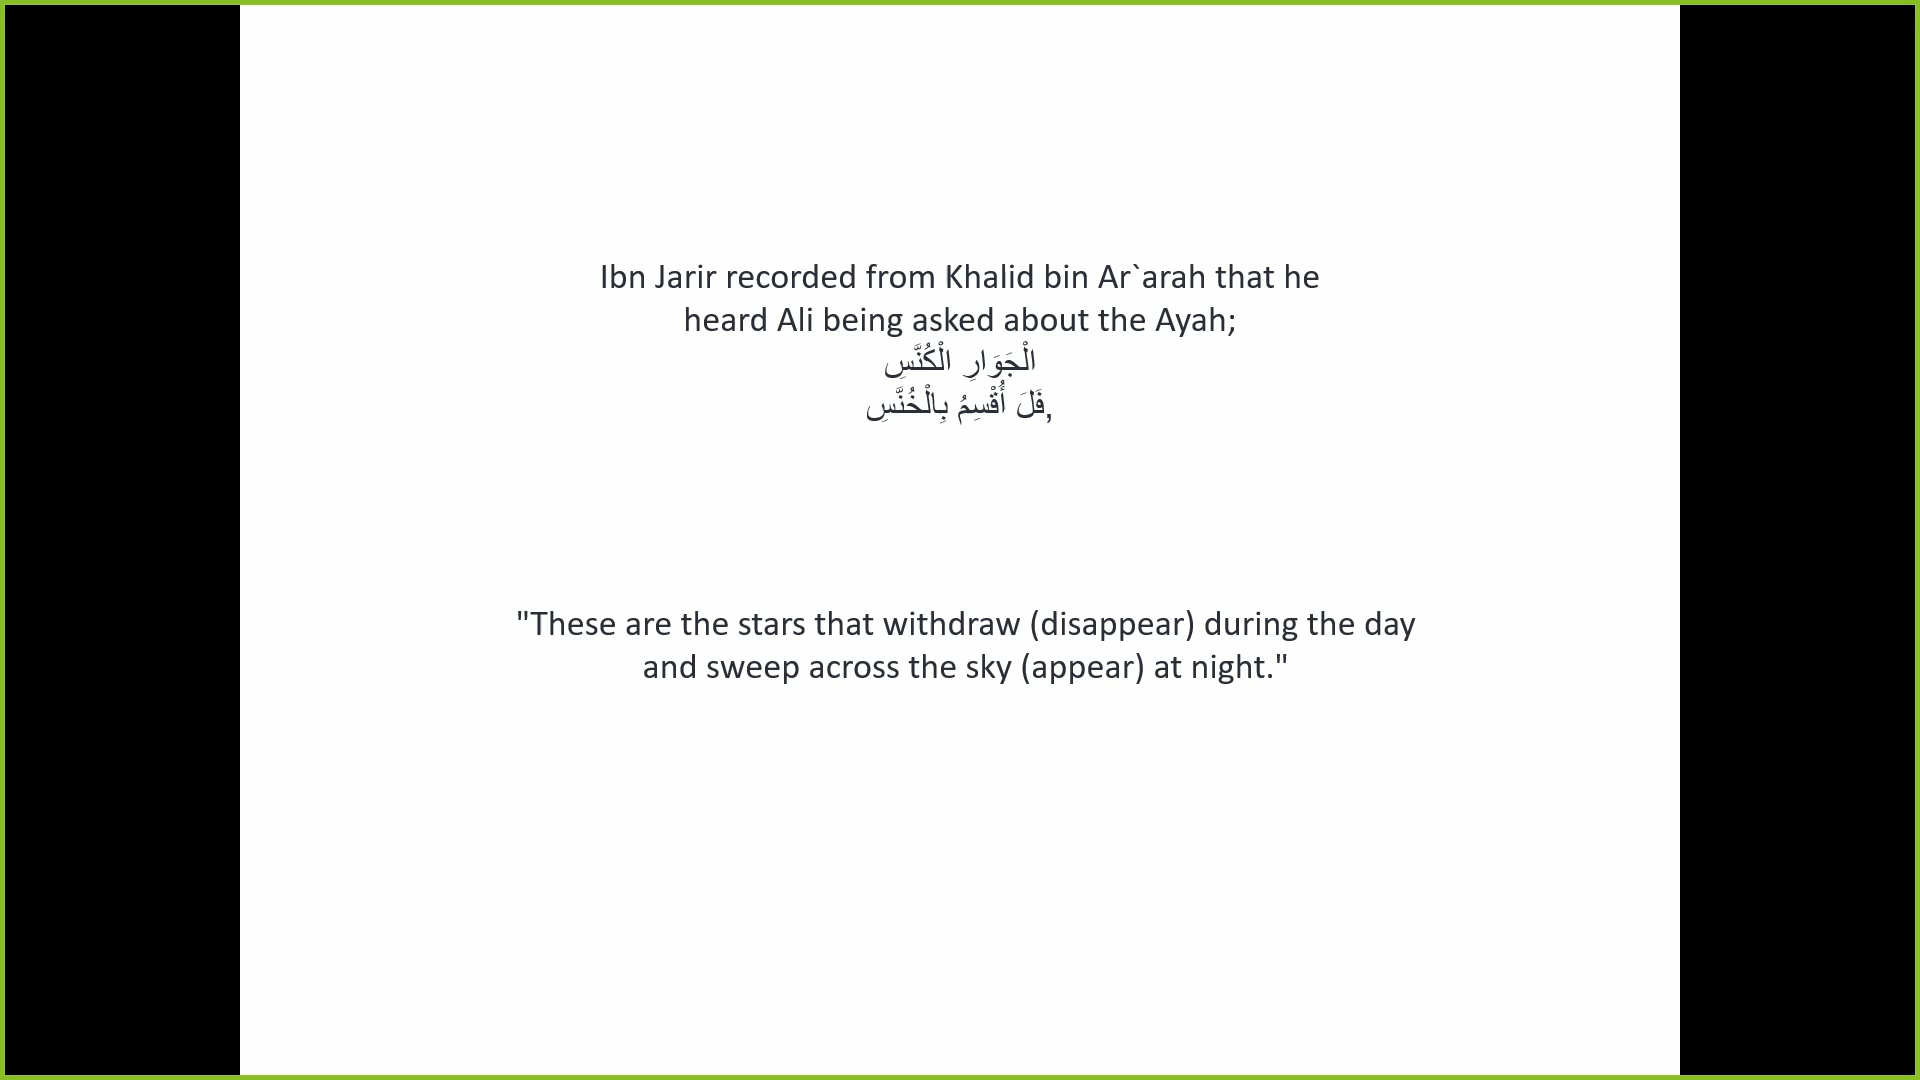 Ibn Jarir recorded from Khalid bin Ar`arah that he
heard Ali being asked about the Ayah;
الْجَوَارِ الْكُنَّسِ
,فَلَ أُقْسِمُ بِالْخُنَّسِ
"These are the stars that withdraw (disappear) during the day
and sweep across the sky (appear) at night."